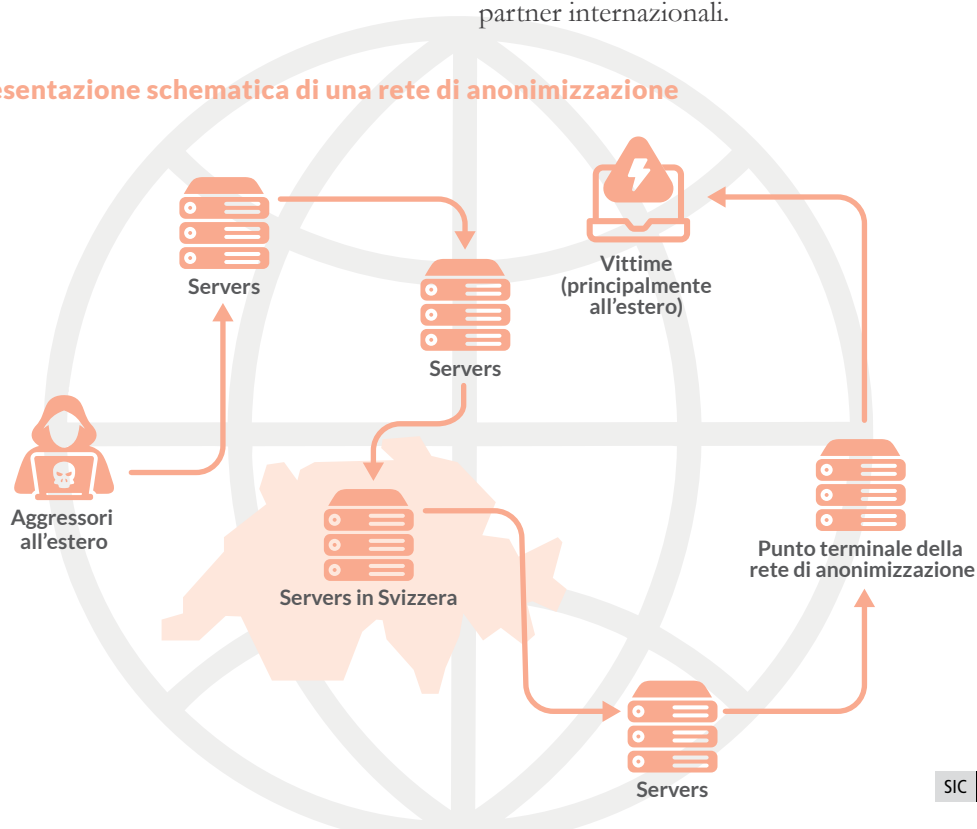 partner internazionali.
esentazione schematica di una rete di anonimizzazione
Servers
Vittime
(principalmente
all’estero)
Servers
Aggressori
all’estero
Servers in Svizzera
Punto terminale della
rete di anonimizzazione
Servers
SIC